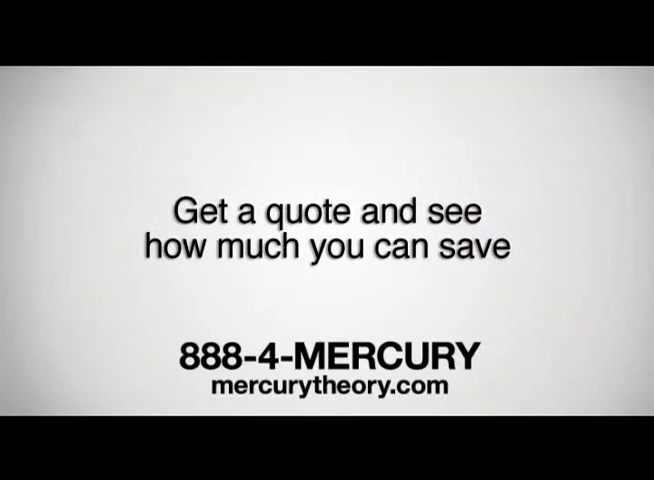 Get a quote and see
how much you can save
888-4-MERCURY
mercurytheory.com